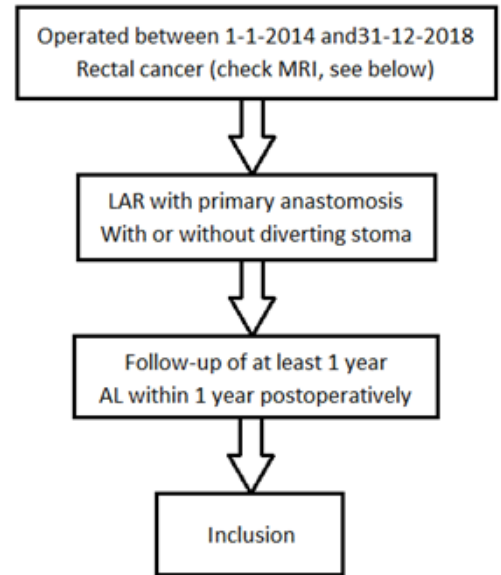 Operated between 1-1-2014 and31-12-2018
Rectal cancer (check MRI, see below)
LAR with primary anastomosis
With or without diverting stoma
Follow-up of at least 1 year
AL within 1 year postoperatively
Inclusion